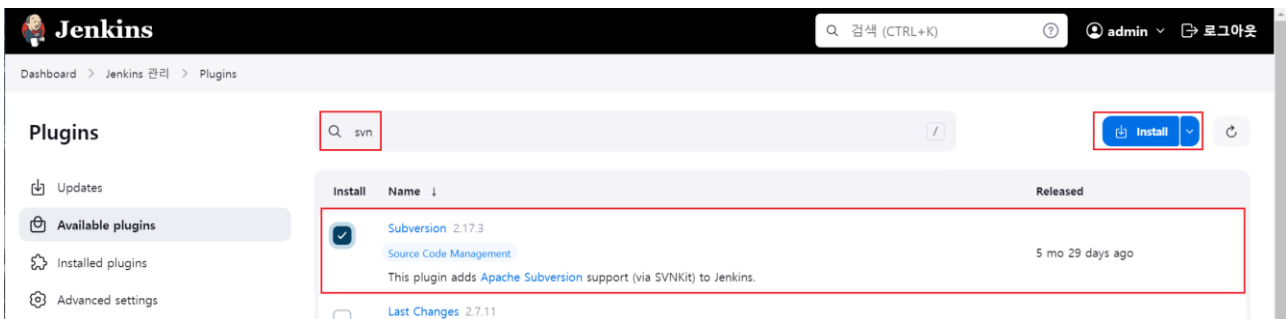 Jenkins
검색 (CTRL+K)
?
admin
로그아웃
Dashboard > Jenkins 관리 > Plugins
Plugins
svn
/
Install
Updates
Available plugins
Installed plugins
Advanced settings
Install Name ↓ Released
Subversion 2.17.3
Source Code Management
This plugin adds Apache Subversion support (via SVNKit) to Jenkins.
5 mo 29 days ago
Last Changes 2.7.11